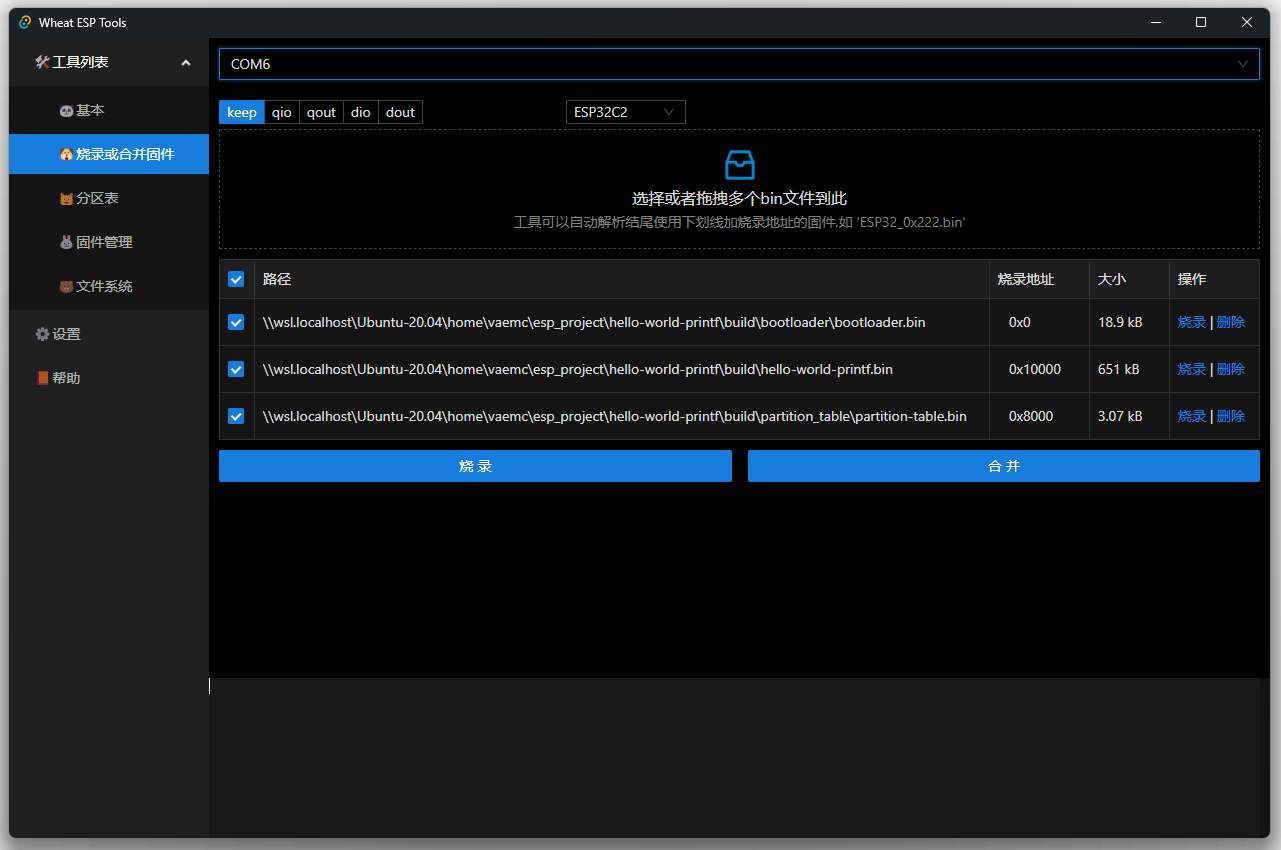 Wheat ESP Tools
工具列表
基本
烧录或合并固件
分区表
固件管理
文件系统
设置
帮助
COM6
keep qio qout dio dout ESP32C2
选择或者拖拽多个bin文件到此
工具可以自动解析结尾使用下划线加烧录地址的固件,如 'ESP32_0x222.bin'
路径 烧录地址 大小 操作
\\wsl.localhost\Ubuntu-20.04\home\vaemc\esp_project\hello-world-printf\build\bootloader\bootloader.bin 0x0 18.9 kB 烧录 | 删除
\\wsl.localhost\Ubuntu-20.04\home\vaemc\esp_project\hello-world-printf\build\hello-world-printf.bin 0x10000 651 kB 烧录 | 删除
\\wsl.localhost\Ubuntu-20.04\home\vaemc\esp_project\hello-world-printf\build\partition_table\partition-table.bin 0x8000 3.07 kB 烧录 | 删除
烧 录 合 并